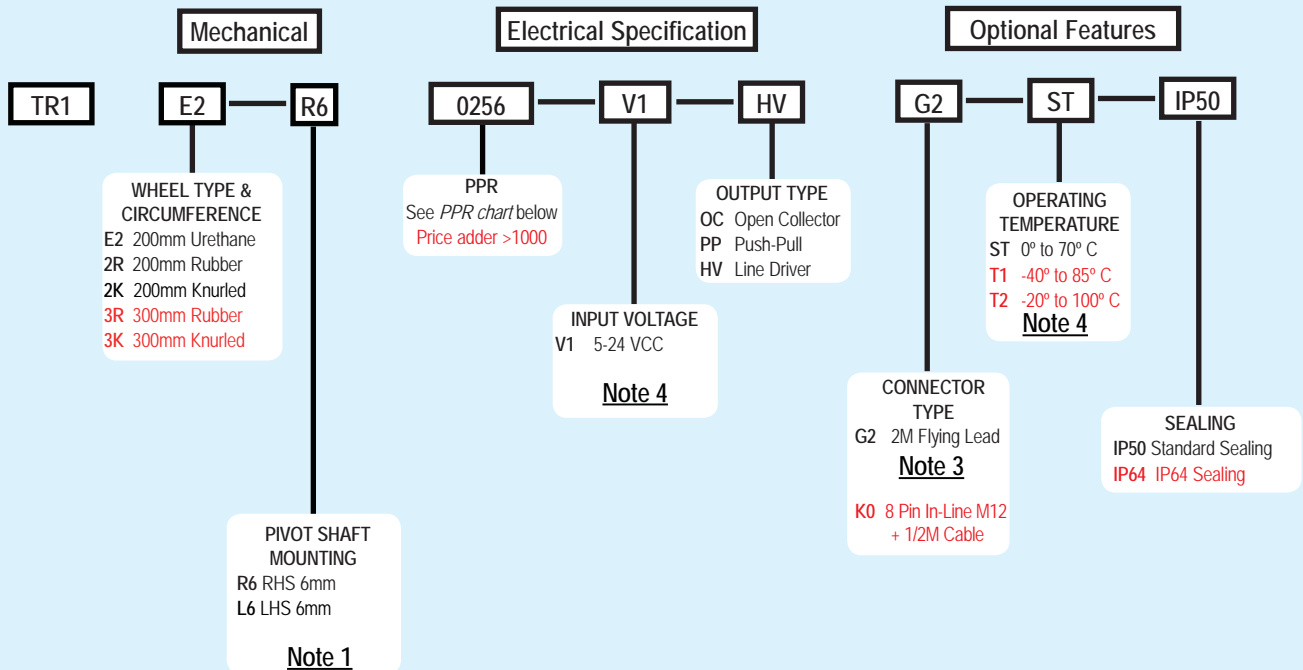 Mechanical
Electrical Specification
Optional Features
TR1
E2
R6
0256
V1
HV
G2
ST
IP50
WHEEL TYPE &
CIRCUMFERENCE
E2 200mm Urethane
2R 200mm Rubber
2K 200mm Knurled
3R 300mm Rubber
3K 300mm Knurled
PIVOT SHAFT
MOUNTING
R6 RHS 6mm
L6 LHS 6mm
Note 1
PPR
See PPR chart below
Price adder >1000
INPUT VOLTAGE
V1 5-24 VCC
Note 4
OUTPUT TYPE
OC Open Collector
PP Push-Pull
HV Line Driver
CONNECTOR
TYPE
G2 2M Flying Lead
Note 3
K0 8 Pin In-Line M12
+ 1/2M Cable
OPERATING
TEMPERATURE
ST 0º to 70º C
T1 -40º to 85º C
T2 -20º to 100º C
Note 4
SEALING
IP50 Standard Sealing
IP64 IP64 Sealing